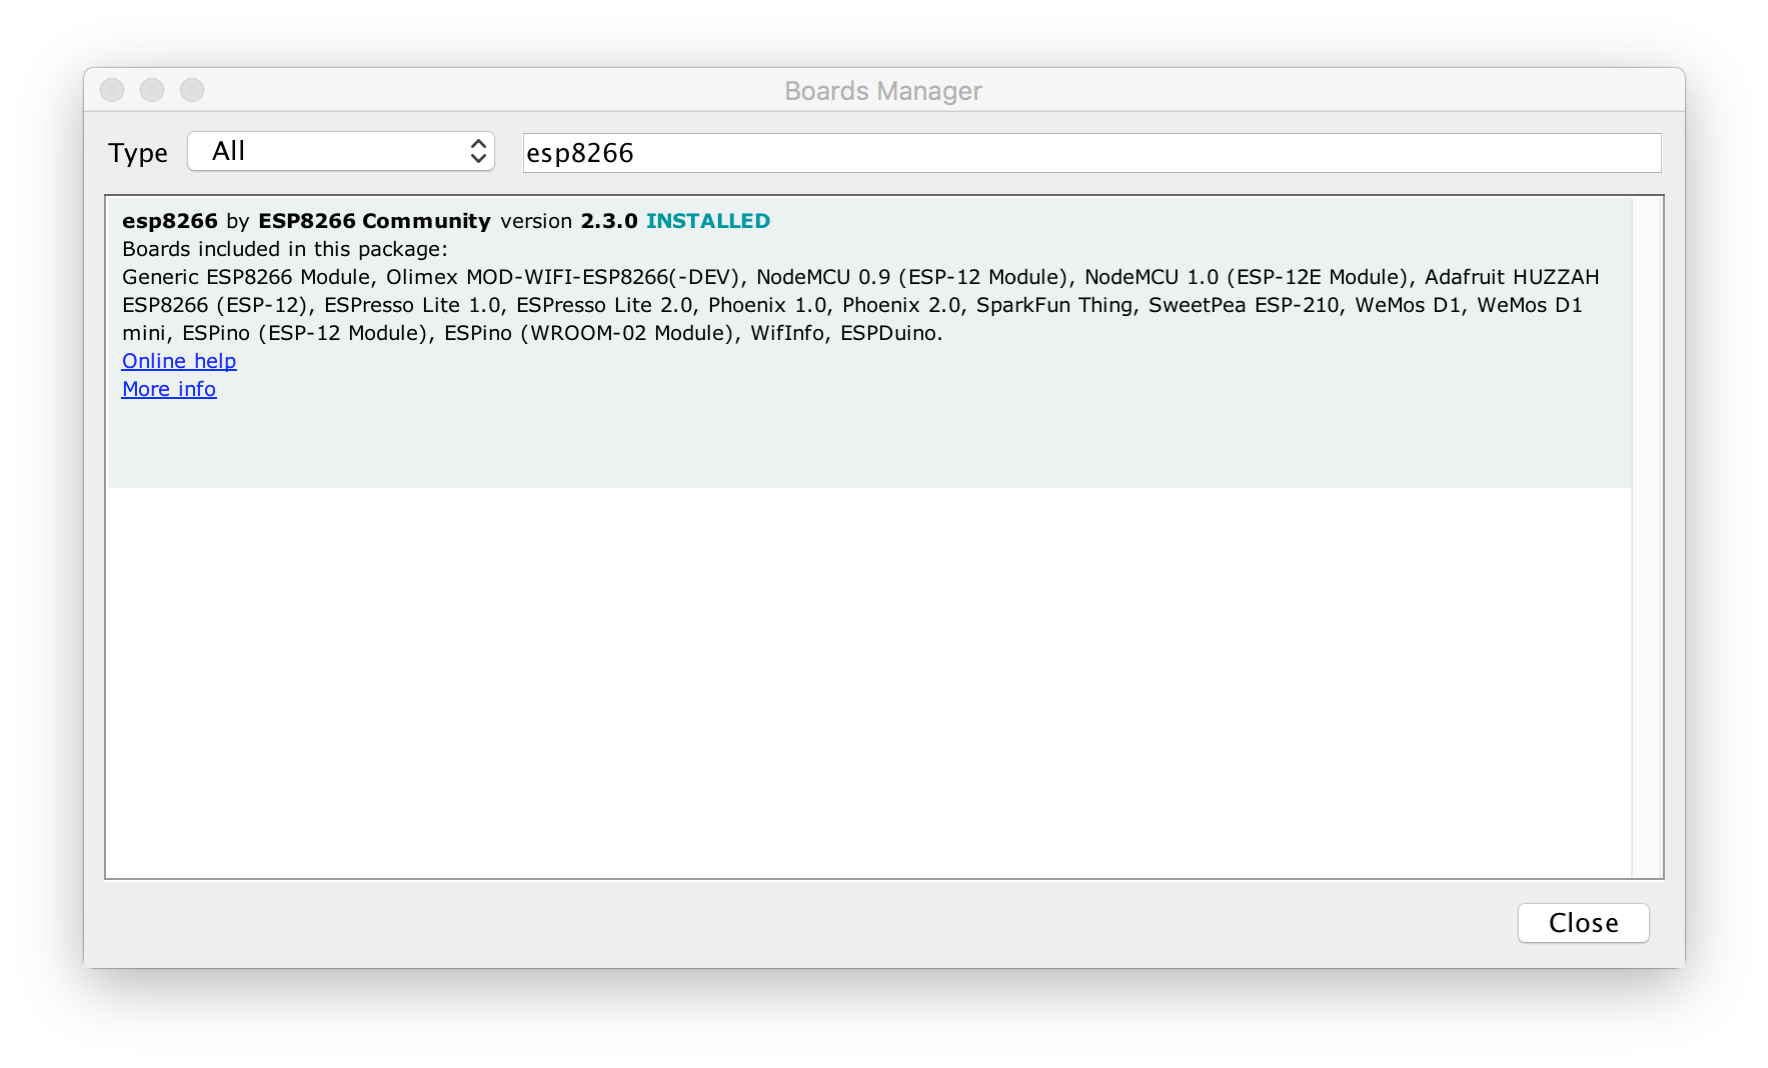 Boards Manager
Type All esp8266
esp8266 by ESP8266 Community version 2.3.0 INSTALLED
Boards included in this package:
Generic ESP8266 Module, Olimex MOD-WIFI-ESP8266(-DEV), NodeMCU 0.9 (ESP-12 Module), NodeMCU 1.0 (ESP-12E Module), Adafruit HUZZAH
ESP8266 (ESP-12), ESPresso Lite 1.0, ESPresso Lite 2.0, Phoenix 1.0, Phoenix 2.0, SparkFun Thing, SweetPea ESP-210, WeMos D1, WeMos D1
mini, ESPino (ESP-12 Module), ESPino (WROOM-02 Module), WifInfo, ESPDuino.
Online help
More info
Close